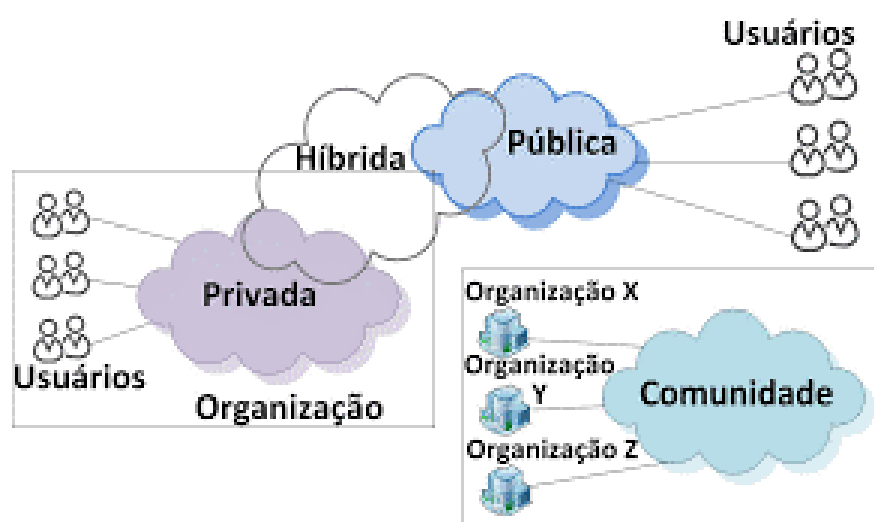 Usuários
Híbrida
Pública
Privada
Usuários
Organização
Organização X
Organização
Y
Comunidade
Organização Z